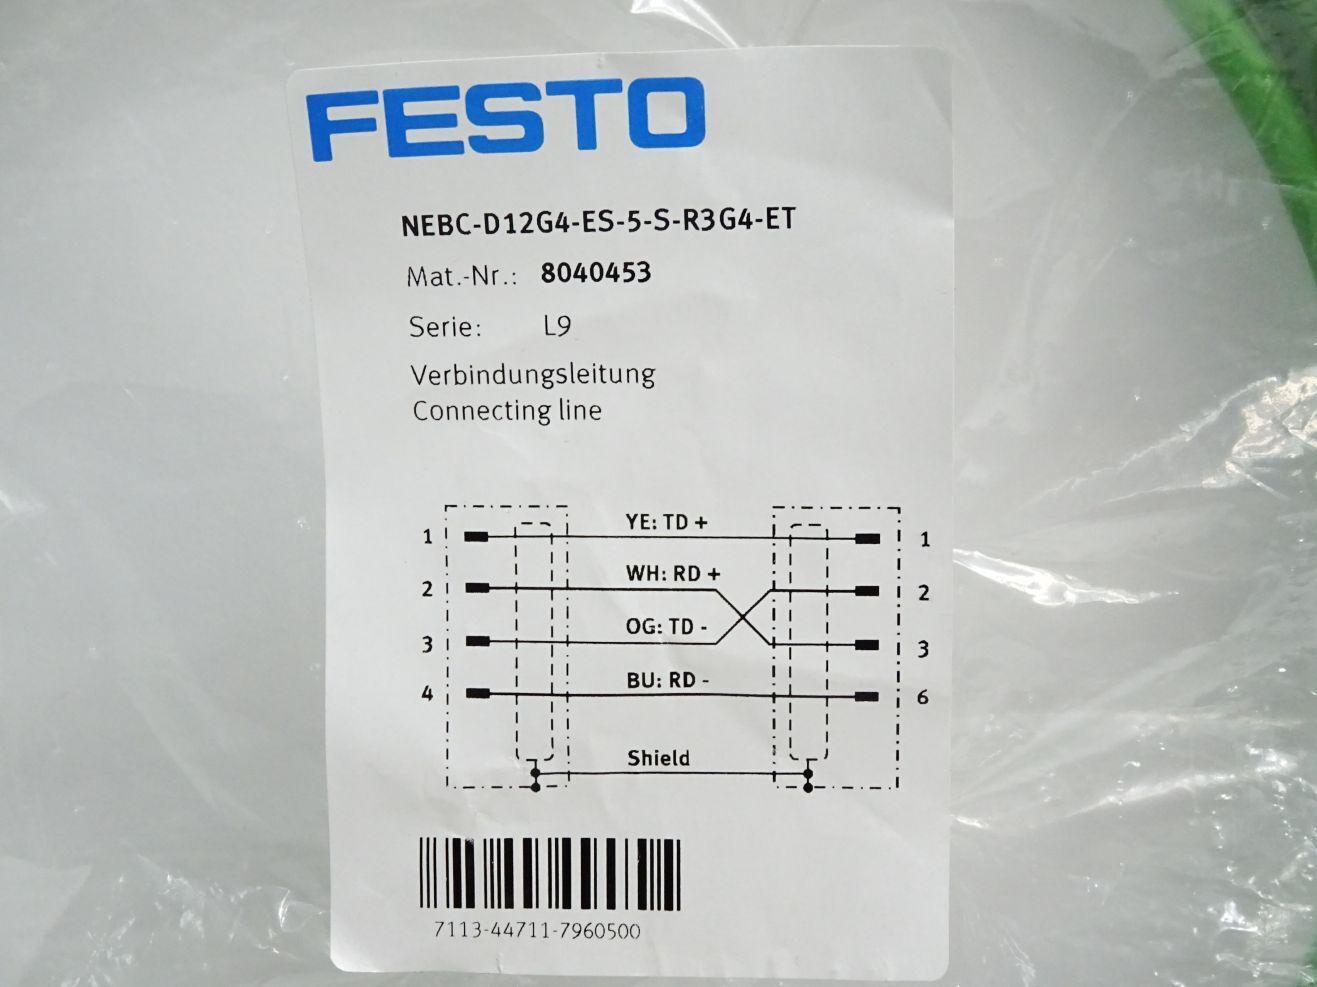 FESTO
NEBC-D12G4-ES-5-S-R3G4-ET
Mat.-Nr.: 8040453
Serie: L9
Verbindungsleitung
Connecting line
1 YE: TD + 1
2 WH: RD + 2
3 OG: TD - 3
4 BU: RD - 6
Shield
7113-44711-7960500